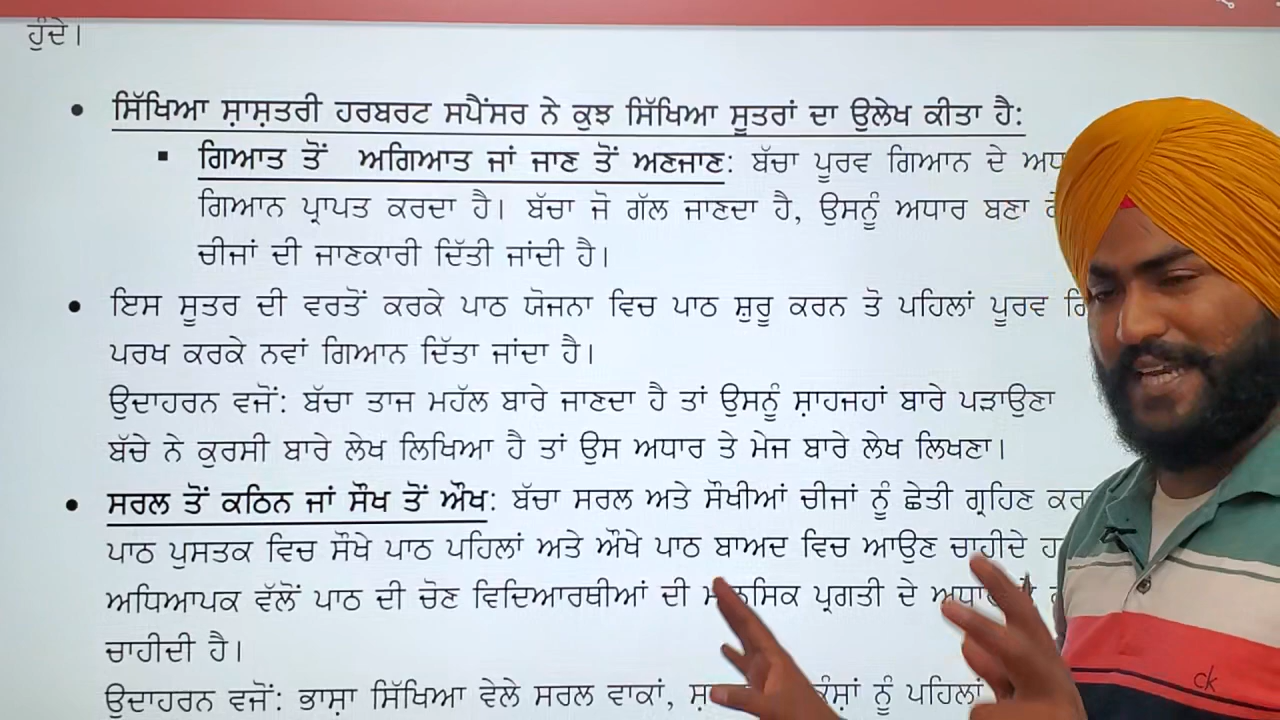 ਹੁੰਦੇ।
• ਸਿੱਖਿਆ ਸ਼ਾਸ਼ਤਰੀ ਹਰਬਰਟ ਸਪੈਂਸਰ ਨੇ ਕੁਝ ਸਿੱਖਿਆ ਸੂਤਰਾਂ ਦਾ ਉਲੇਖ ਕੀਤਾ ਹੈ:
▪ ਗਿਆਤ ਤੋਂ ਅਗਿਆਤ ਜਾਂ ਜਾਣ ਤੋਂ ਅਣਜਾਣ: ਬੱਚਾ ਪੂਰਵ ਗਿਆਨ ਦੇ
ਗਿਆਨ ਪ੍ਰਾਪਤ ਕਰਦਾ ਹੈ। ਬੱਚਾ ਜੋ ਗੱਲ ਜਾਣਦਾ ਹੈ, ਉਸਨੂੰ ਅਧਾਰ ਬਣਾ
ਚੀਜਾਂ ਦੀ ਜਾਣਕਾਰੀ ਦਿੱਤੀ ਜਾਂਦੀ ਹੈ।
• ਇਸ ਸੂਤਰ ਦੀ ਵਰਤੋਂ ਕਰਕੇ ਪਾਠ ਯੋਜਨਾ ਵਿਚ ਪਾਠ ਸ਼ੁਰੂ ਕਰਨ ਤੋ ਪਹਿਲਾਂ ਪੂਰਵ
ਪਰਖ ਕਰਕੇ ਨਵਾਂ ਗਿਆਨ ਦਿੱਤਾ ਜਾਂਦਾ ਹੈ।
ਉਦਾਹਰਨ ਵਜੋਂ: ਬੱਚਾ ਤਾਜ ਮਹੱਲ ਬਾਰੇ ਜਾਣਦਾ ਹੈ ਤਾਂ ਉਸਨੂੰ ਸ਼ਾਹਜਹਾਂ ਬਾਰੇ ਪੜਾਉਣਾ
ਬੱਚੇ ਨੇ ਕੁਰਸੀ ਬਾਰੇ ਲੇਖ ਲਿਖਿਆ ਹੈ ਤਾਂ ਉਸ ਅਧਾਰ ਤੇ ਮੇਜ ਬਾਰੇ ਲੇਖ ਲਿਖਣਾ।
• ਸਰਲ ਤੋਂ ਕਠਿਨ ਜਾਂ ਸੌਖ ਤੋਂ ਔਖ: ਬੱਚਾ ਸਰਲ ਅਤੇ ਸੌਖੀਆਂ ਚੀਜਾਂ ਨੂੰ ਛੇਤੀ ਗ੍ਰਹਿਣ
ਪਾਠ ਪੁਸਤਕ ਵਿਚ ਸੌਖੇ ਪਾਠ ਪਹਿਲਾਂ ਅਤੇ ਔਖੇ ਪਾਠ ਬਾਅਦ ਵਿਚ ਆਉਣ ਚਾਹੀਦੇ
ਅਧਿਆਪਕ ਵੱਲੋਂ ਪਾਠ ਦੀ ਚੋਣ ਵਿਦਿਆਰਥੀਆਂ ਦੀ ਪ੍ਰਗਤੀ ਦੇ
ਚਾਹੀਦੀ ਹੈ।
ਉਦਾਹਰਨ ਵਜੋਂ: ਭਾਸ਼ਾ ਸਿੱਖਿਆ ਵੇਲੇ ਸਰਲ ਵਾਕਾਂ, ਨੂੰ ਪਹਿਲਾਂ
ck